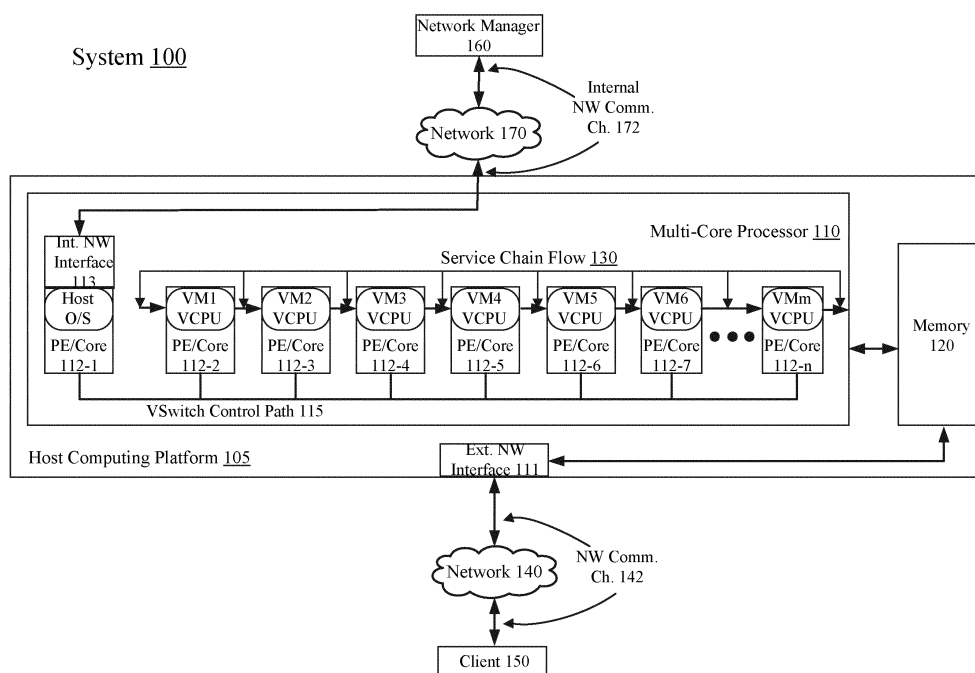 System 100
Network Manager
160
Internal
NW Comm.
Ch. 172
Network 170
Int. NW
Interface
113
Multi-Core Processor 110
Service Chain Flow 130
Host
O/S
VM1
VCPU
VM2
VCPU
VM3
VCPU
VM4
VCPU
VM5
VCPU
VM6
VCPU
VMm
VCPU
PE/Core
112-1
PE/Core
112-2
PE/Core
112-3
PE/Core
112-4
PE/Core
112-5
PE/Core
112-6
PE/Core
112-7
PE/Core
112-n
Memory
120
VSwitch Control Path 115
Host Computing Platform 105
Ext. NW
Interface 111
Network 140
NW Comm.
Ch. 142
Client 150